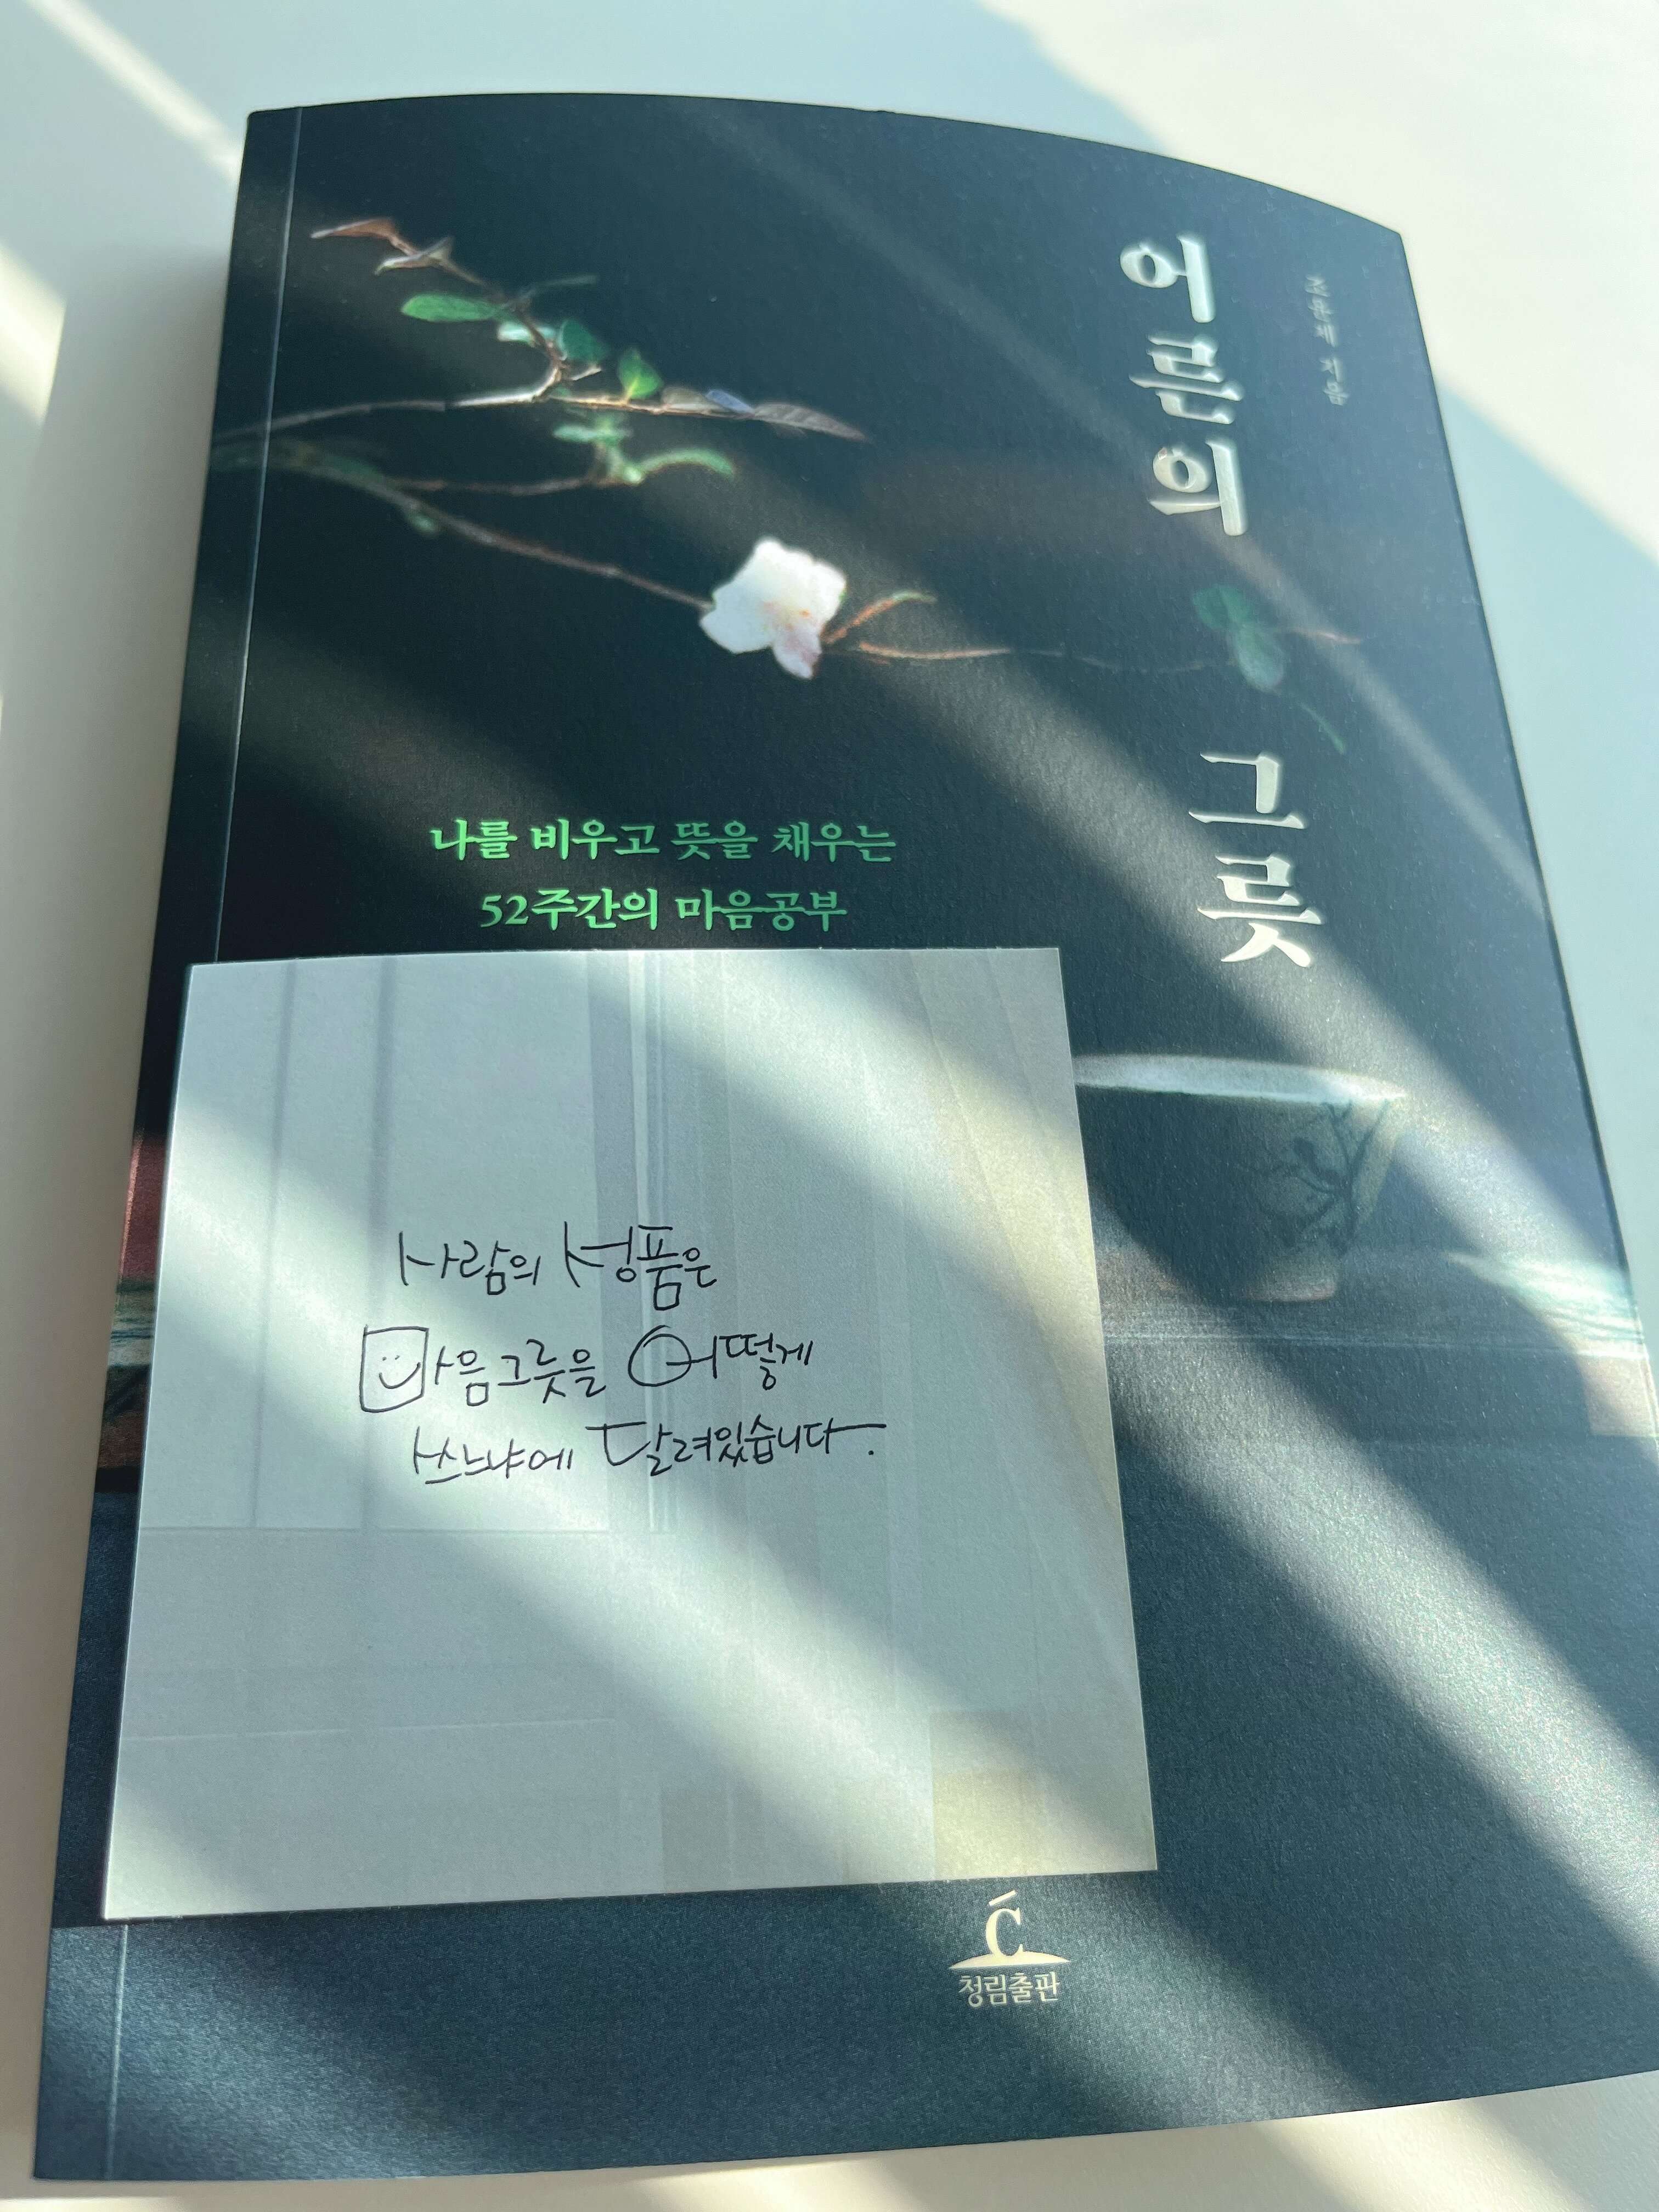 조윤제 지음
어른의 그릇
나를 비우고 뜻을 채우는
52주간의 마음공부
사람의 성품은
마음그릇을 어떻게
쓰느냐에 달려있습니다.
Ć
청림출판